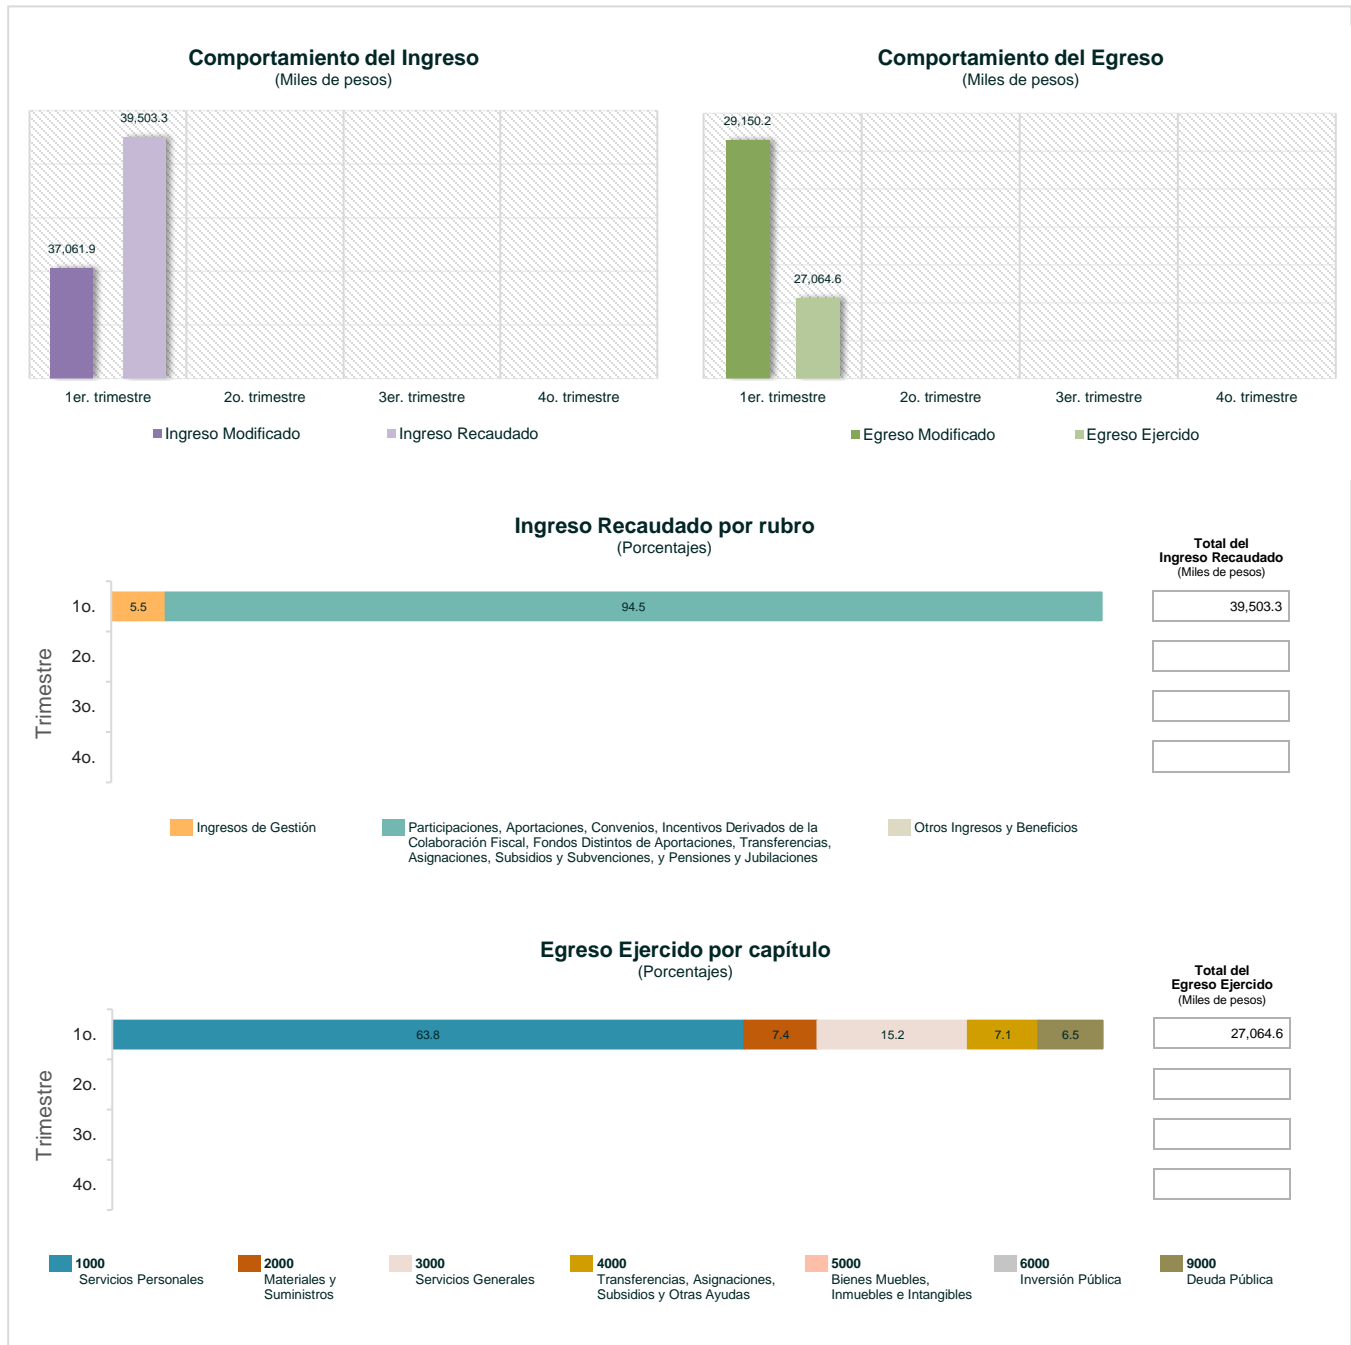 Comportamiento del Ingreso
(Miles de pesos)
39,503.3
37,061.9
1er. trimestre 2o. trimestre 3er. trimestre 4o. trimestre
Ingreso Modificado Ingreso Recaudado
Comportamiento del Egreso
(Miles de pesos)
29,150.2
27,064.6
1er. trimestre 2o. trimestre 3er. trimestre 4o. trimestre
Egreso Modificado Egreso Ejercido
Ingreso Recaudado por rubro
(Porcentajes)
Total del
Ingreso Recaudado
(Miles de pesos)
Trimestre
1o. 5.5 94.5 39,503.3
2o.
3o.
4o.
Ingresos de Gestión
Participaciones, Aportaciones, Convenios, Incentivos Derivados de la
Colaboración Fiscal, Fondos Distintos de Aportaciones, Transferencias,
Asignaciones, Subsidios y Subvenciones, y Pensiones y Jubilaciones
Otros Ingresos y Beneficios
Egreso Ejercido por capítulo
(Porcentajes)
Total del
Egreso Ejercido
(Miles de pesos)
Trimestre
1o. 63.8 7.4 15.2 7.1 6.5 27,064.6
2o.
3o.
4o.
1000
Servicios Personales
2000
Materiales y
Suministros
3000
Servicios Generales
4000
Transferencias, Asignaciones,
Subsidios y Otras Ayudas
5000
Bienes Muebles,
Inmuebles e Intangibles
6000
Inversión Pública
9000
Deuda Pública